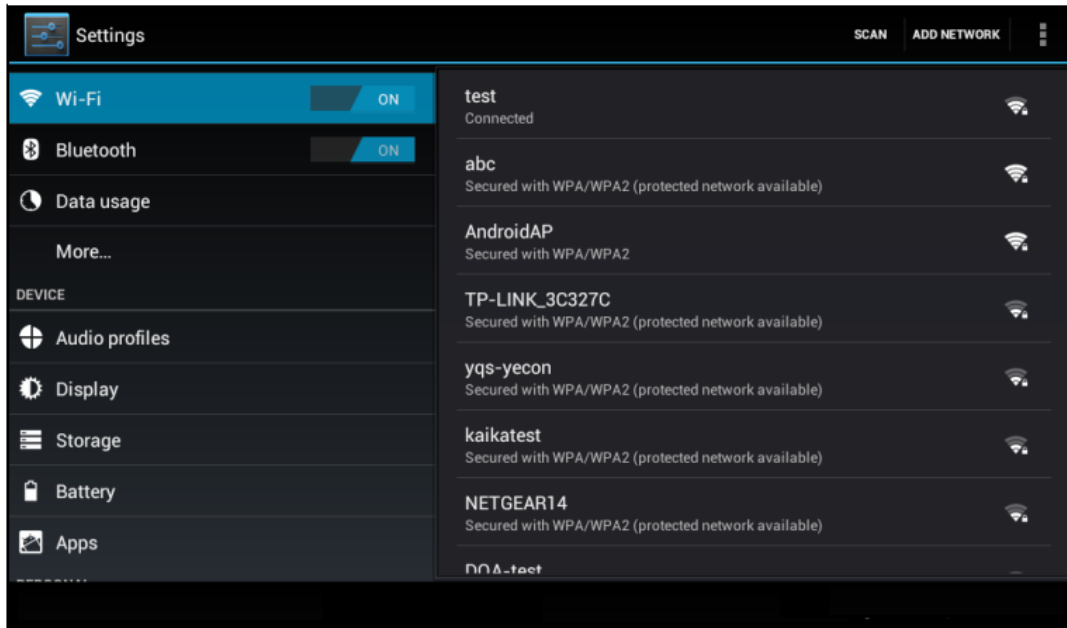 Settings
SCAN ADD NETWORK
Wi-Fi ON
Bluetooth ON
Data usage
More...
DEVICE
Audio profiles
Display
Storage
Battery
Apps
test
Connected
abc
Secured with WPA/WPA2 (protected network available)
AndroidAP
Secured with WPA/WPA2
TP-LINK_3C327C
Secured with WPA/WPA2 (protected network available)
yqs-yecon
Secured with WPA/WPA2 (protected network available)
kaikatest
Secured with WPA/WPA2 (protected network available)
NETGEAR14
Secured with WPA/WPA2 (protected network available)